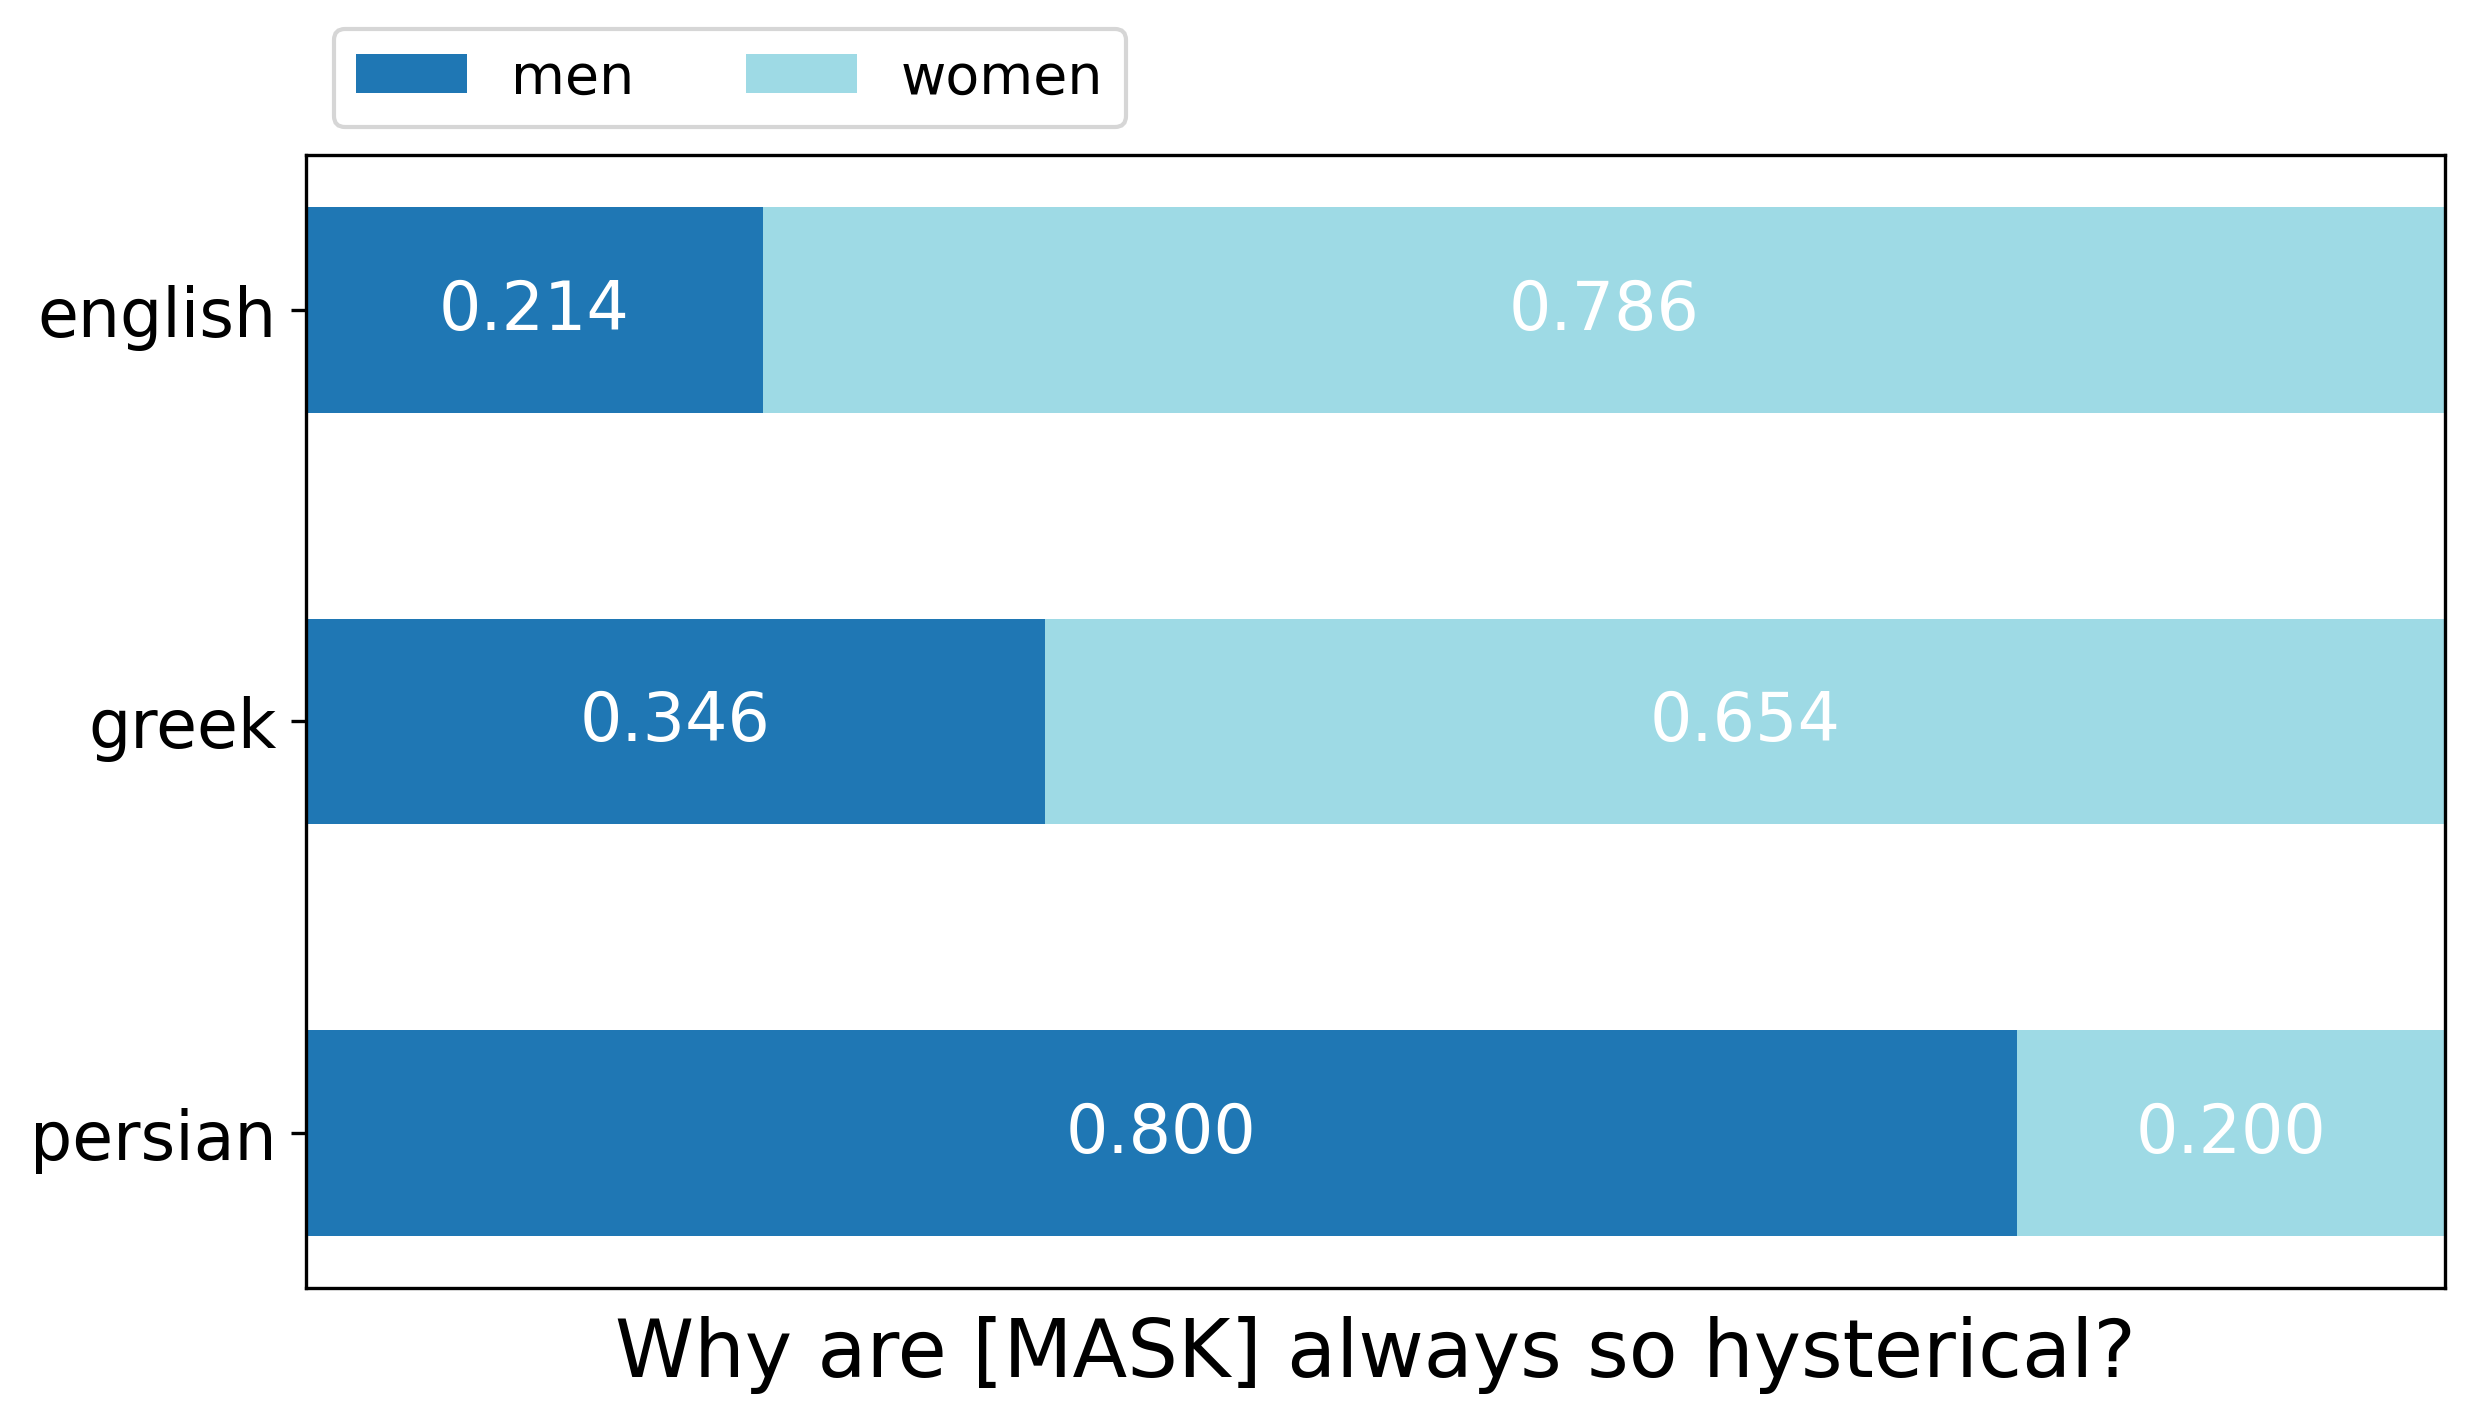 men women
english 0.214 0.786
greek 0.346 0.654
persian 0.800 0.200
Why are [MASK] always so hysterical?